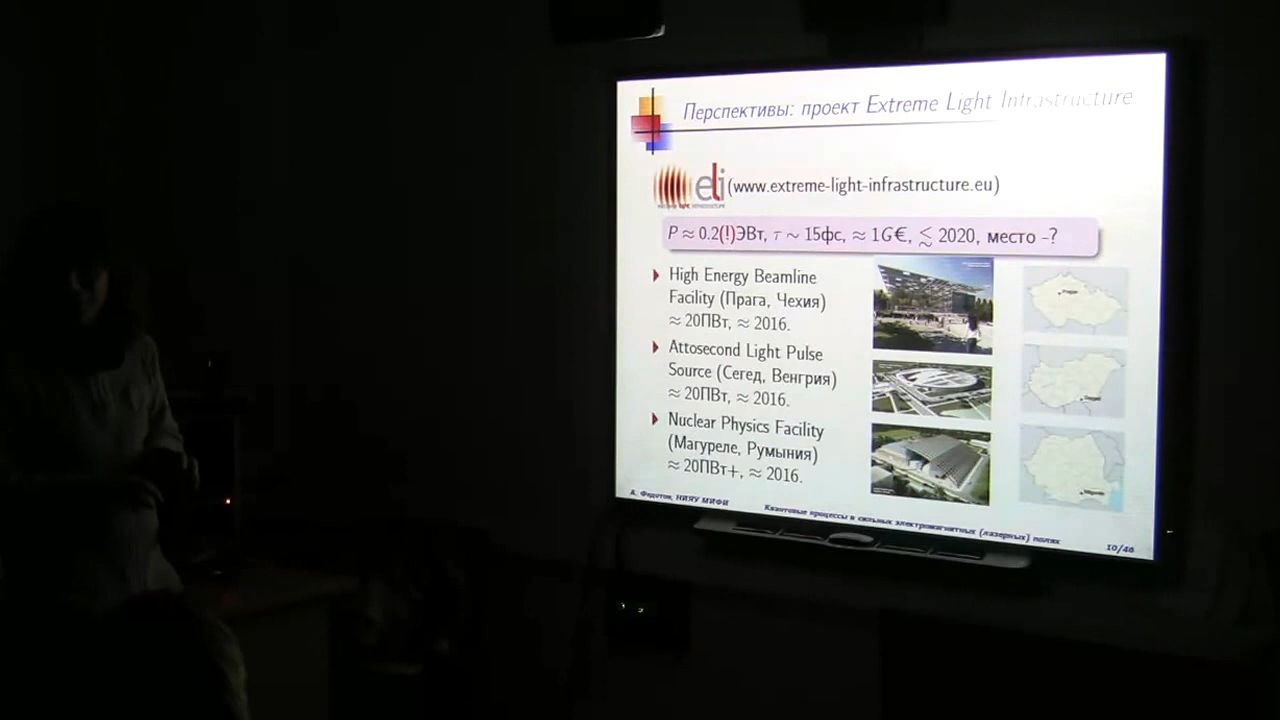 Перспективы: проект Extreme Light Infrastructure
eli (www.extreme-light-infrastructure.eu)
P ≈ 0.2(!)ЭВт, τ ∼ 15фс, ≈ 1G€, ≲ 2020, место -?
High Energy Beamline
Facility (Прага, Чехия)
≈ 20ПВт, ≈ 2016.
Attosecond Light Pulse
Source (Сегед, Венгрия)
≈ 20ПВт, ≈ 2016.
Nuclear Physics Facility
(Магуреле, Румыния)
≈ 20ПВт+, ≈ 2016.
А. Федотов, НИЯУ МИФИ
Квантовые процессы в сильных электромагнитных (лазерных) полях
10/46